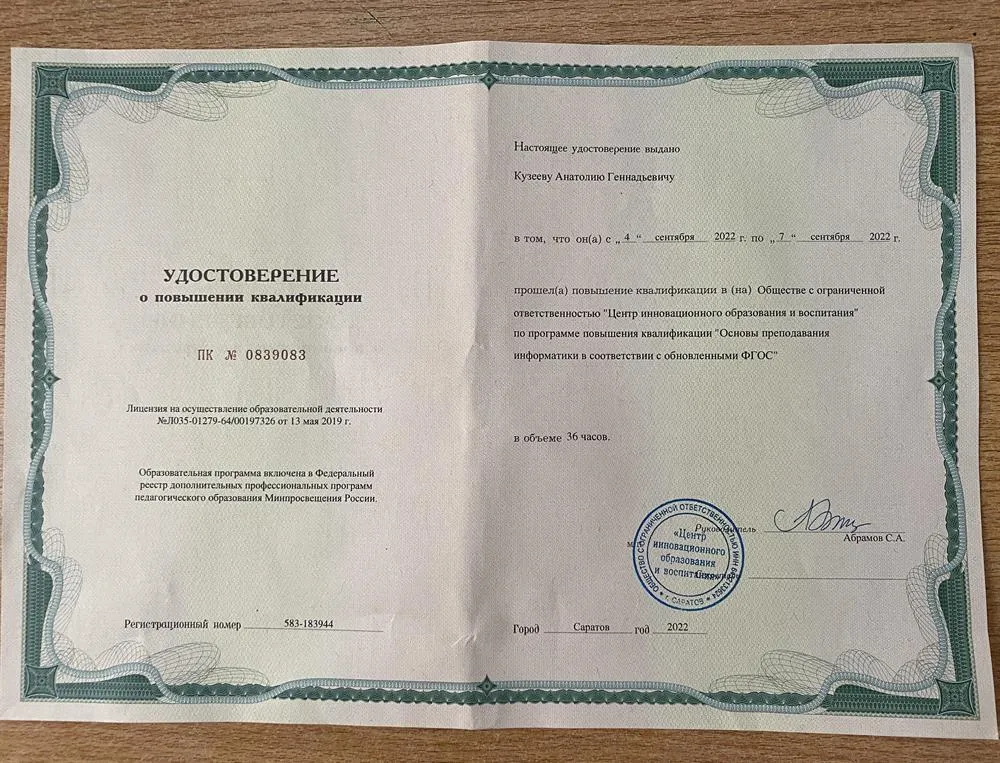 УДОСТОВЕРЕНИЕ
о повышении квалификации
ПК № 0839083
Лицензия на осуществление образовательной деятельности
№Л035-01279-64/00197326 от 13 мая 2019 г.
Образовательная программа включена в Федеральный
реестр дополнительных профессиональных программ
педагогического образования Минпросвещения России.
Регистрационный номер 583-183944
Настоящее удостоверение выдано
Кузееву Анатолию Геннадьевичу
в том, что он(а) с „ 4 “ сентября 2022 г. по „ 7 “ сентября 2022 г.
прошел(а) повышение квалификации в (на) Обществе с ограниченной
ответственностью "Центр инновационного образования и воспитания"
по программе повышения квалификации "Основы преподавания
информатики в соответствии с обновленными ФГОС"
в объеме 36 часов.
Руководитель
Абрамов С.А.
ОБЩЕСТВО С ОГРАНИЧЕННОЙ ОТВЕТСТВЕННОСТЬЮ ИНН
«Центр
инновационного
образования
и воспитания»
* г. САРАТОВ *
Город Саратов год 2022